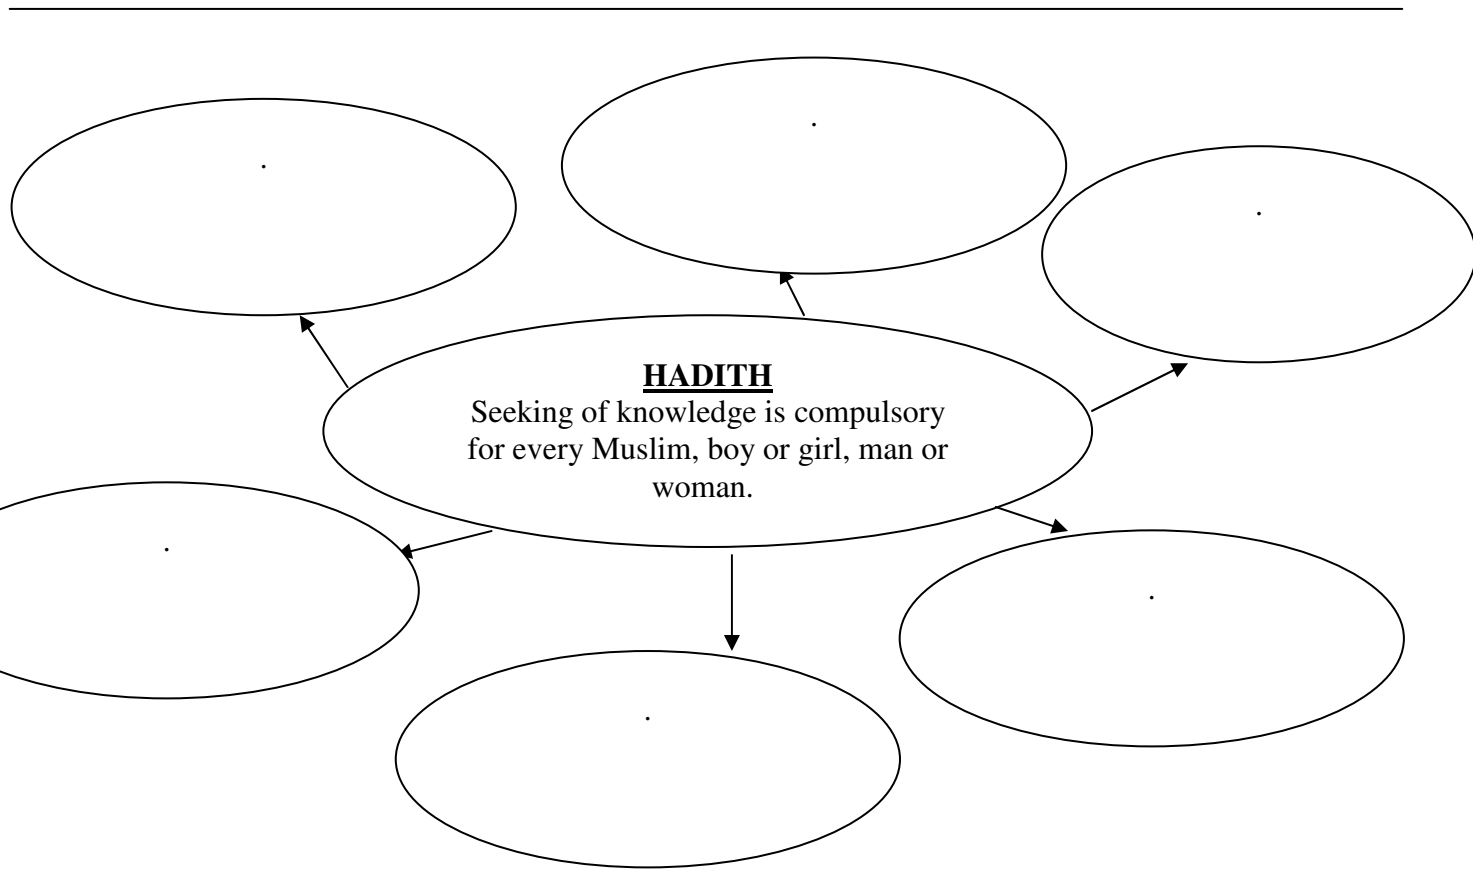 .
.
.
HADITH
Seeking of knowledge is compulsory
for every Muslim, boy or girl, man or
woman.
.
.
.